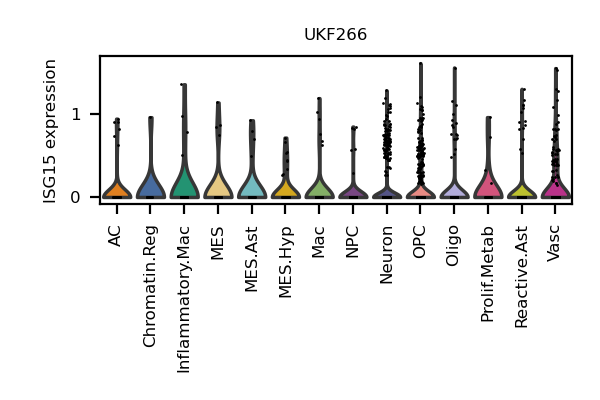 UKF266
ISG15 expression
1
0
AC
Chromatin.Reg
Inflammatory.Mac
MES
MES.Ast
MES.Hyp
Mac
NPC
Neuron
OPC
Oligo
Prolif.Metab
Reactive.Ast
Vasc